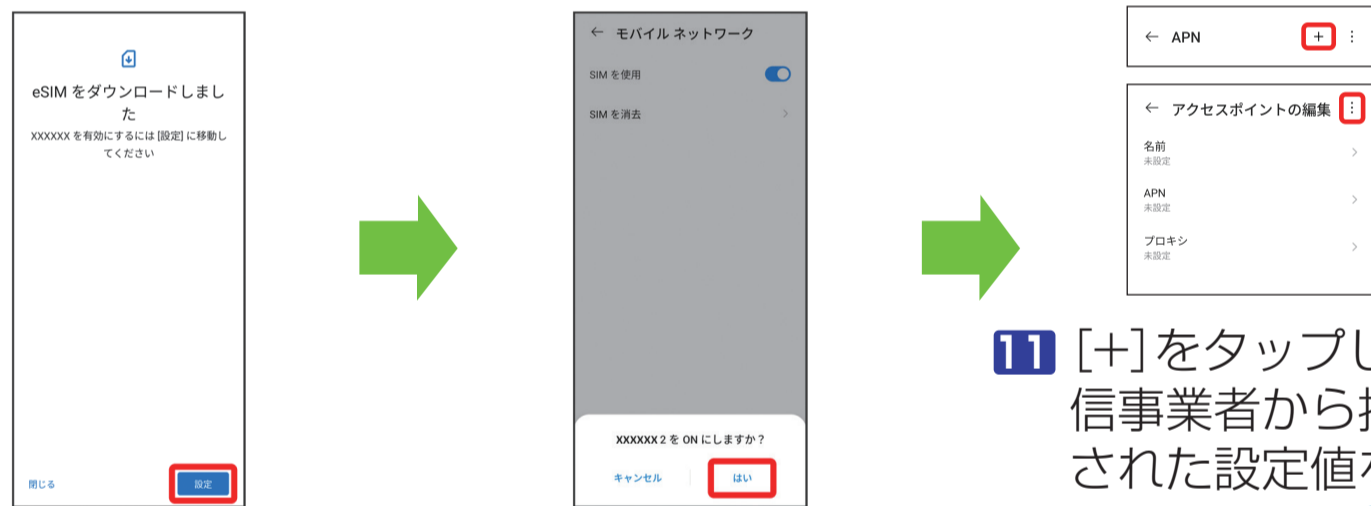 eSIM をダウンロードしまし
た
XXXXXX を有効にするには [設定] に移動し
てください
閉じる
設定
← モバイル ネットワーク
SIM を使用
SIM を消去
XXXXXX 2 を ON にしますか？
キャンセル
はい
← APN + ⋮
← アクセスポイントの編集 ⋮
名前
未設定
APN
未設定
プロキシ
未設定
11 [+]をタップし
信事業者から
された設定値